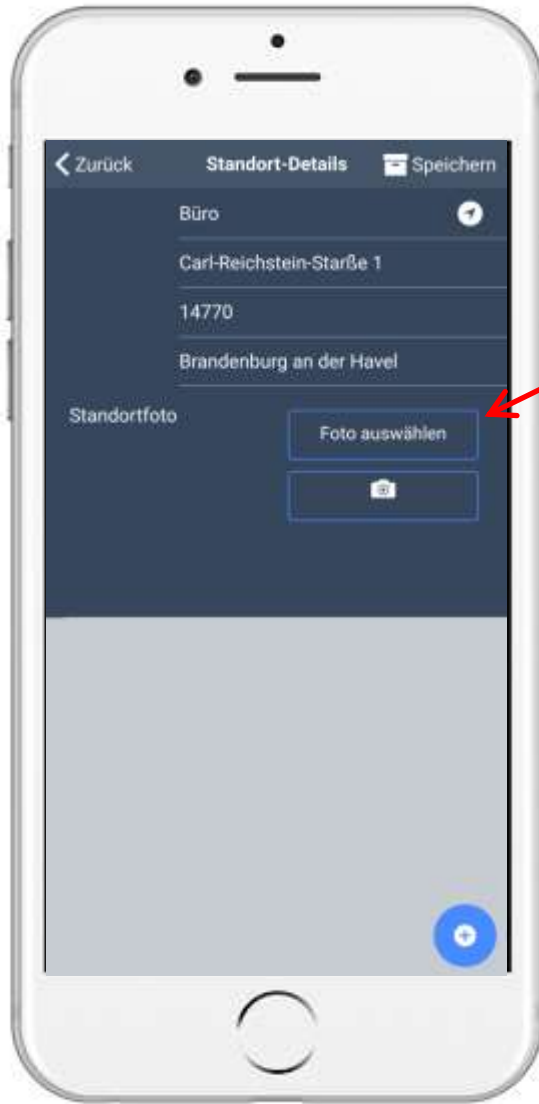 Zurück Standort-Details Speichern
Büro
Carl-Reichstein-Starße 1
14770
Brandenburg an der Havel
Standortfoto
Foto auswählen